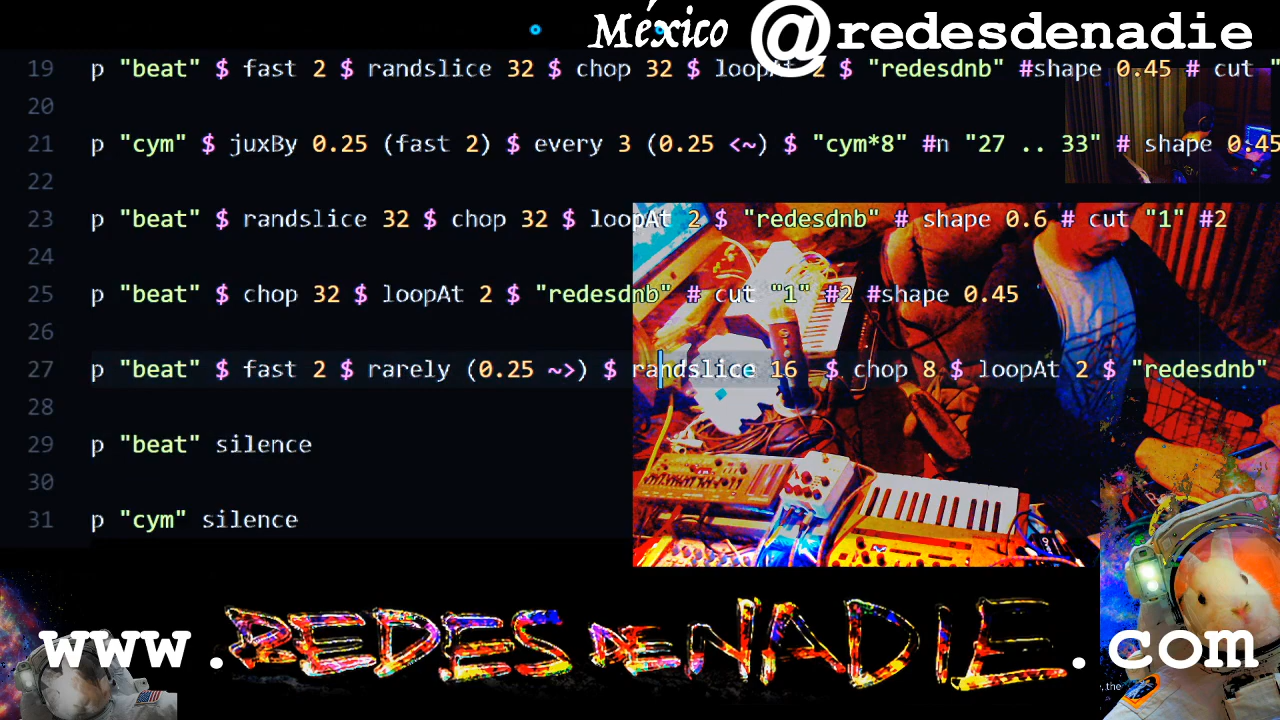 México @redesdenadie
19 p "beat" $ fast 2 $ randslice 32 $ chop 32 $ loopAt 2 $ "redesdnb" #shape 0.45 # cut "
20
21 p "cym" $ juxBy 0.25 (fast 2) $ every 3 (0.25 <~) $ "cym*8" #n "27 .. 33" # shape 0.45
22
23 p "beat" $ randslice 32 $ chop 32 $ loopAt 2 $ "redesdnb" # shape 0.6 # cut "1" #2
24
25 p "beat" $ chop 32 $ loopAt 2 $ "redesdnb" # cut "1" #2 #shape 0.45
26
27 p "beat" $ fast 2 $ rarely (0.25 ~>) $ randslice 16 $ chop 8 $ loopAt 2 $ "redesdnb"
28
29 p "beat" silence
30
31 p "cym" silence
www.REDESDENADIE.com
, the